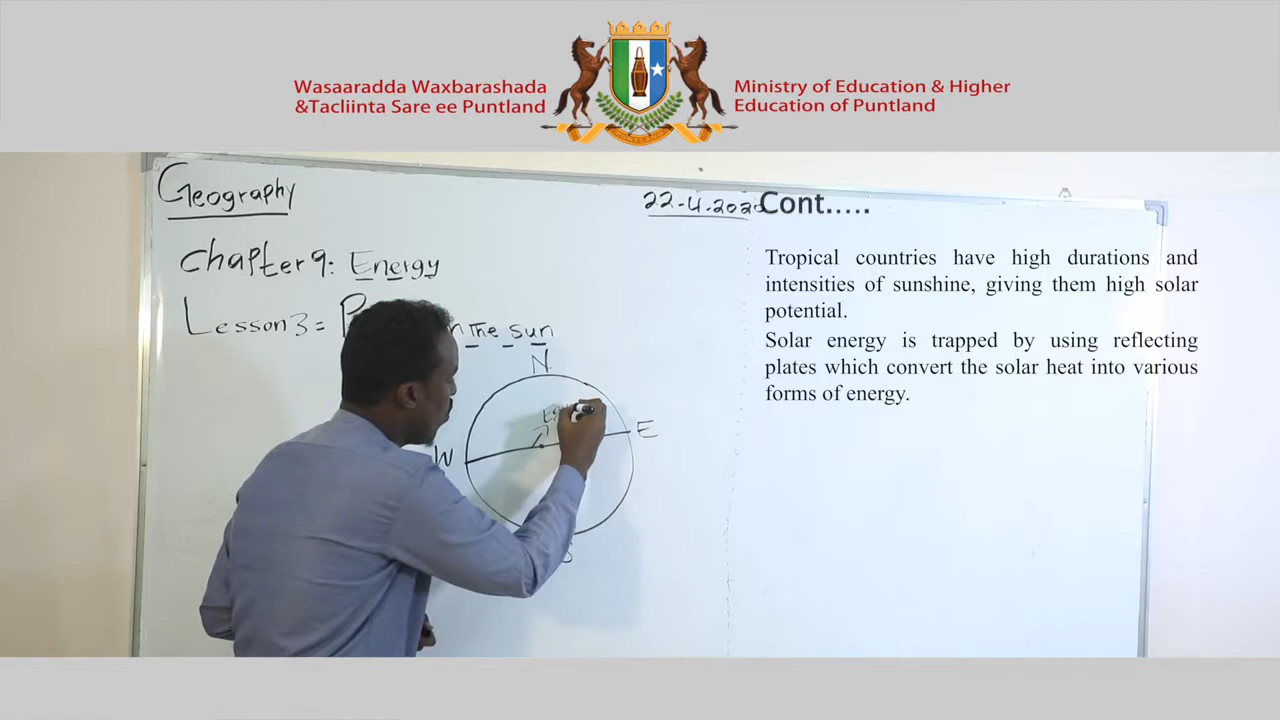 Wasaaradda Waxbarashada
&Tacliinta Sare ee Puntland
Ministry of Education & Higher
Education of Puntland
Geography
22-4-2020
Chapter 9: Energy
Lesson 3 = the sun
N
W
E
S
Cont.....
Tropical countries have high durations and
intensities of sunshine, giving them high solar
potential.
Solar energy is trapped by using reflecting
plates which convert the solar heat into various
forms of energy.